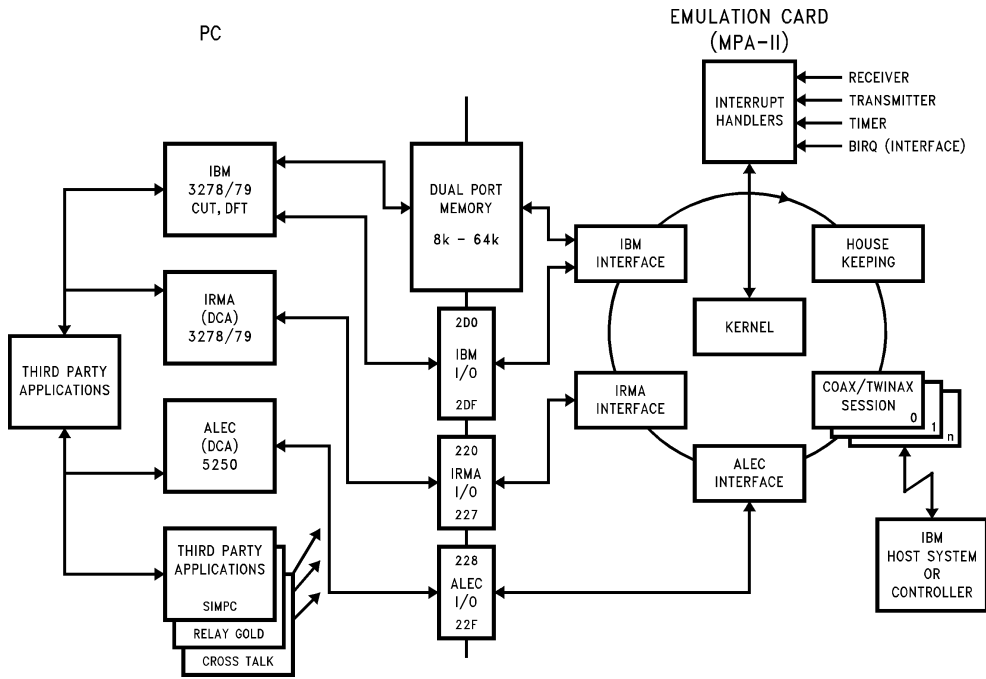 PC
EMULATION CARD
(MPA-II)
INTERRUPT
HANDLERS
RECEIVER
TRANSMITTER
TIMER
BIRQ (INTERFACE)
IBM
3278/79
CUT, DFT
DUAL PORT
MEMORY
8k - 64k
IBM
INTERFACE
HOUSE
KEEPING
IRMA
(DCA)
3278/79
2D0
IBM
I/O
2DF
KERNEL
THIRD PARTY
APPLICATIONS
IRMA
INTERFACE
COAX/TWINAX
SESSION
0
1
n
ALEC
(DCA)
5250
220
IRMA
I/O
227
ALEC
INTERFACE
THIRD PARTY
APPLICATIONS
SIMPC
RELAY GOLD
CROSS TALK
228
ALEC
I/O
22F
IBM
HOST SYSTEM
OR
CONTROLLER